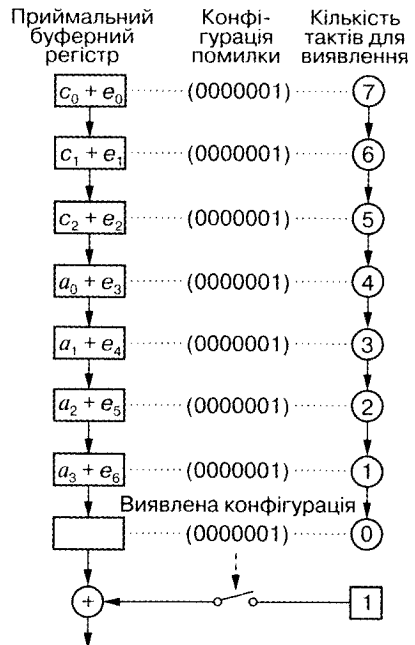 Приймальний Конфі- Кількість
буферний гурація тактів для
регістр помилки виявлення
c₀ + e₀ (0000001) 7
c₁ + e₁ (0000001) 6
c₂ + e₂ (0000001) 5
a₀ + e₃ (0000001) 4
a₁ + e₄ (0000001) 3
a₂ + e₅ (0000001) 2
a₃ + e₆ (0000001) 1
Виявлена конфігурація
(0000001) 0
+ 1